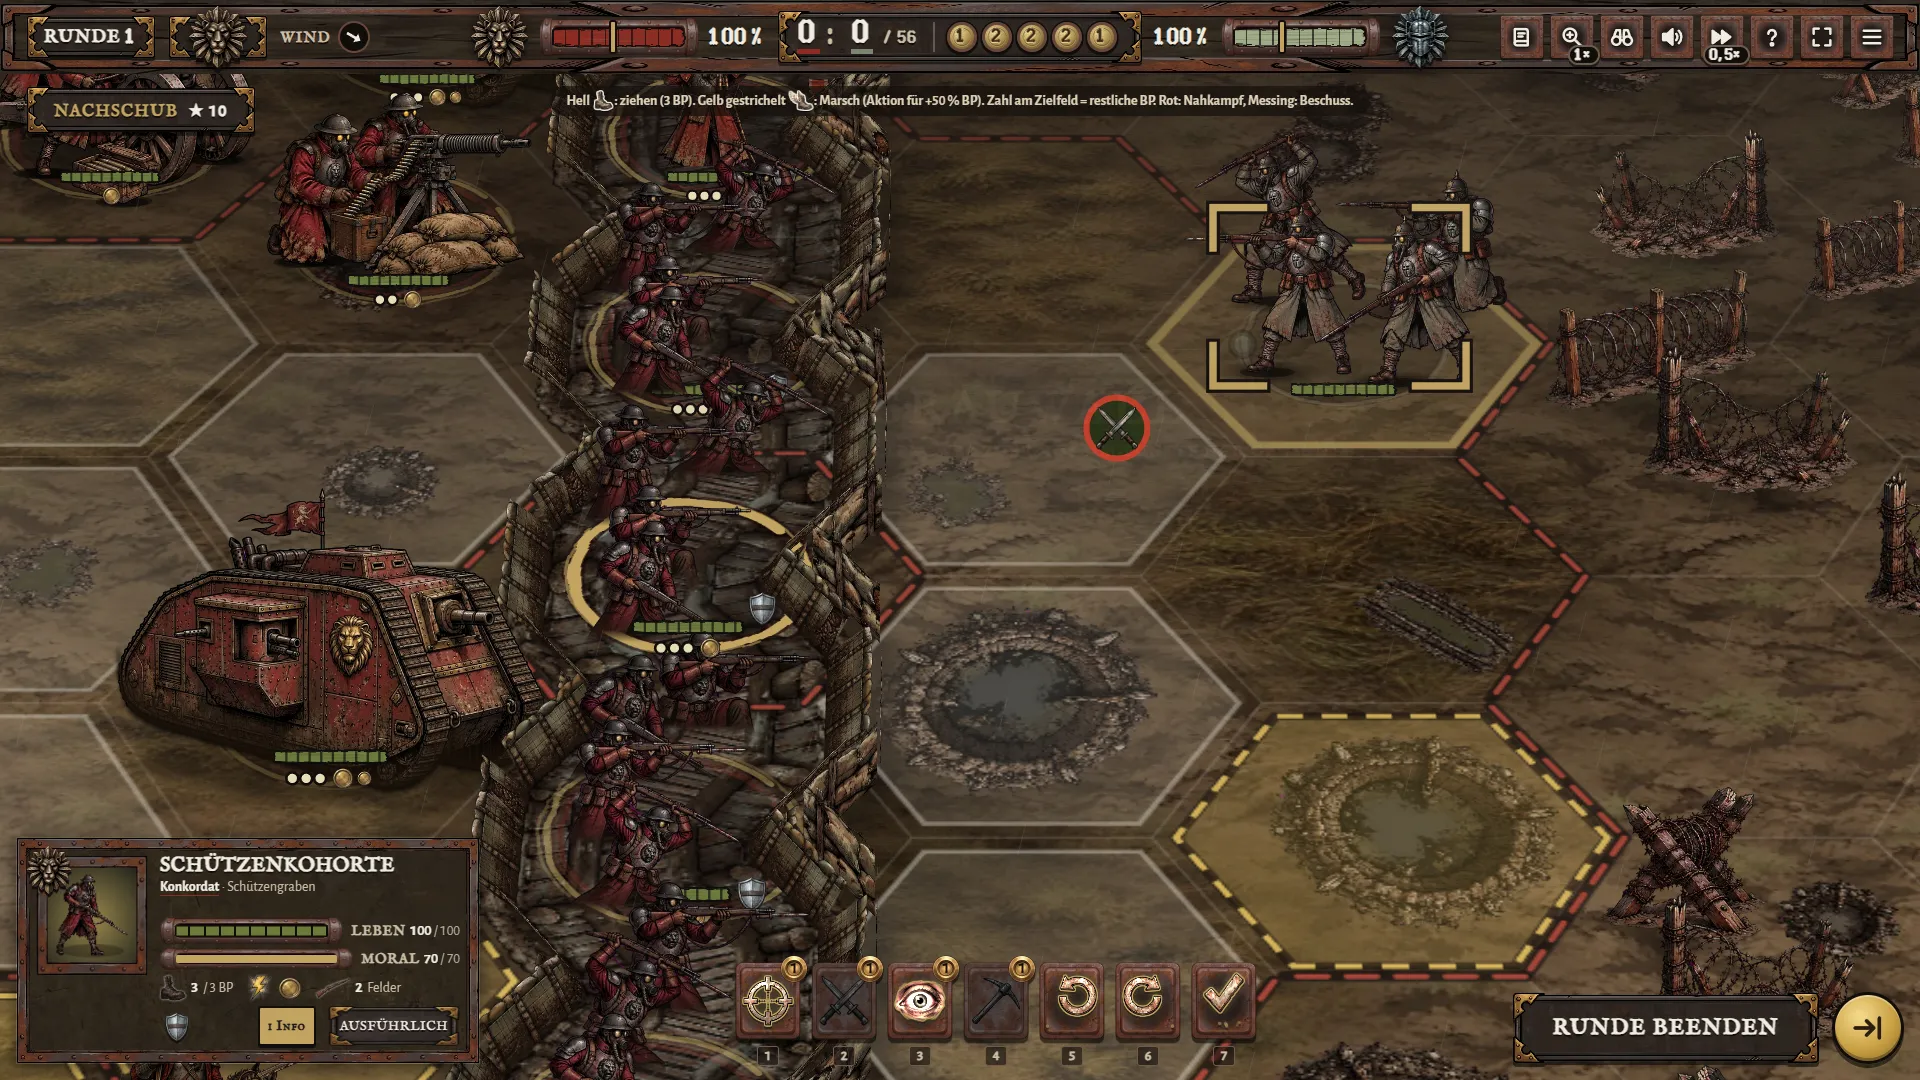 RUNDE 1
WIND
100%
0 : 0 / 56
1 2 2 2 1
100%
1×
0,5×
?
NACHSCHUB ★ 10
Hell : ziehen (3 BP). Gelb gestrichelt : Marsch (Aktion für +50 % BP). Zahl am Zielfeld = restliche BP. Rot: Nahkampf, Messing: Beschuss.
SCHÜTZENKOHORTE
Konkordat · Schützengraben
LEBEN 100/100
MORAL 70/70
3 /3 BP
2 Felder
1 INFO
AUSFÜHRLICH
1 1 1 1
1 2 3 4 5 6 7
RUNDE BEENDEN